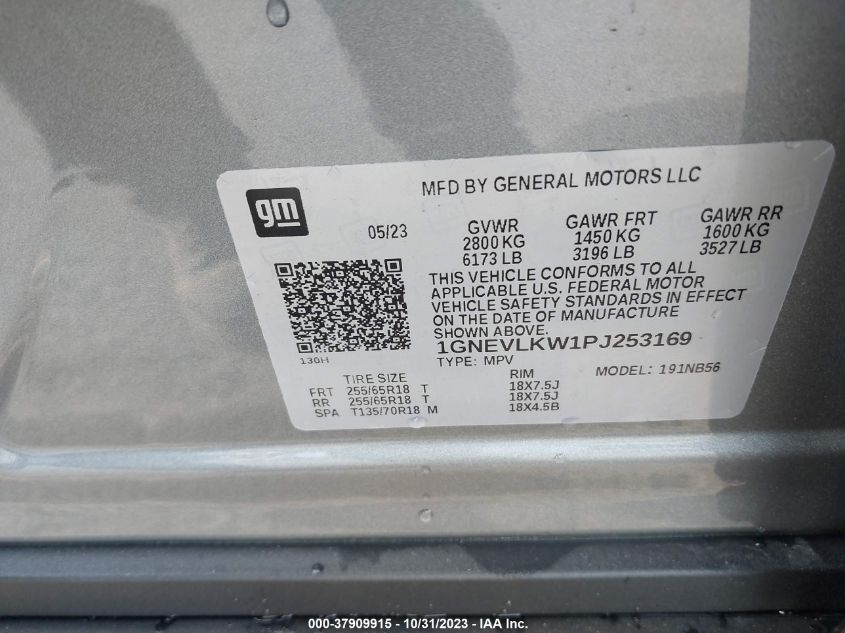 gm
MFD BY GENERAL MOTORS LLC
05/23
GVWR
2800 KG
6173 LB
GAWR FRT
1450 KG
3196 LB
GAWR RR
1600 KG
3527 LB
THIS VEHICLE CONFORMS TO ALL
APPLICABLE U.S. FEDERAL MOTOR
VEHICLE SAFETY STANDARDS IN EFFECT
ON THE DATE OF MANUFACTURE
SHOWN ABOVE.
1GNEVLKW1PJ253169
TYPE: MPV
MODEL: 191NB56
130H
TIRE SIZE RIM
FRT 255/65R18 T 18X7.5J
RR 255/65R18 T 18X7.5J
SPA T135/70R18 M 18X4.5B
000-37909915 - 10/31/2023 - IAA Inc.